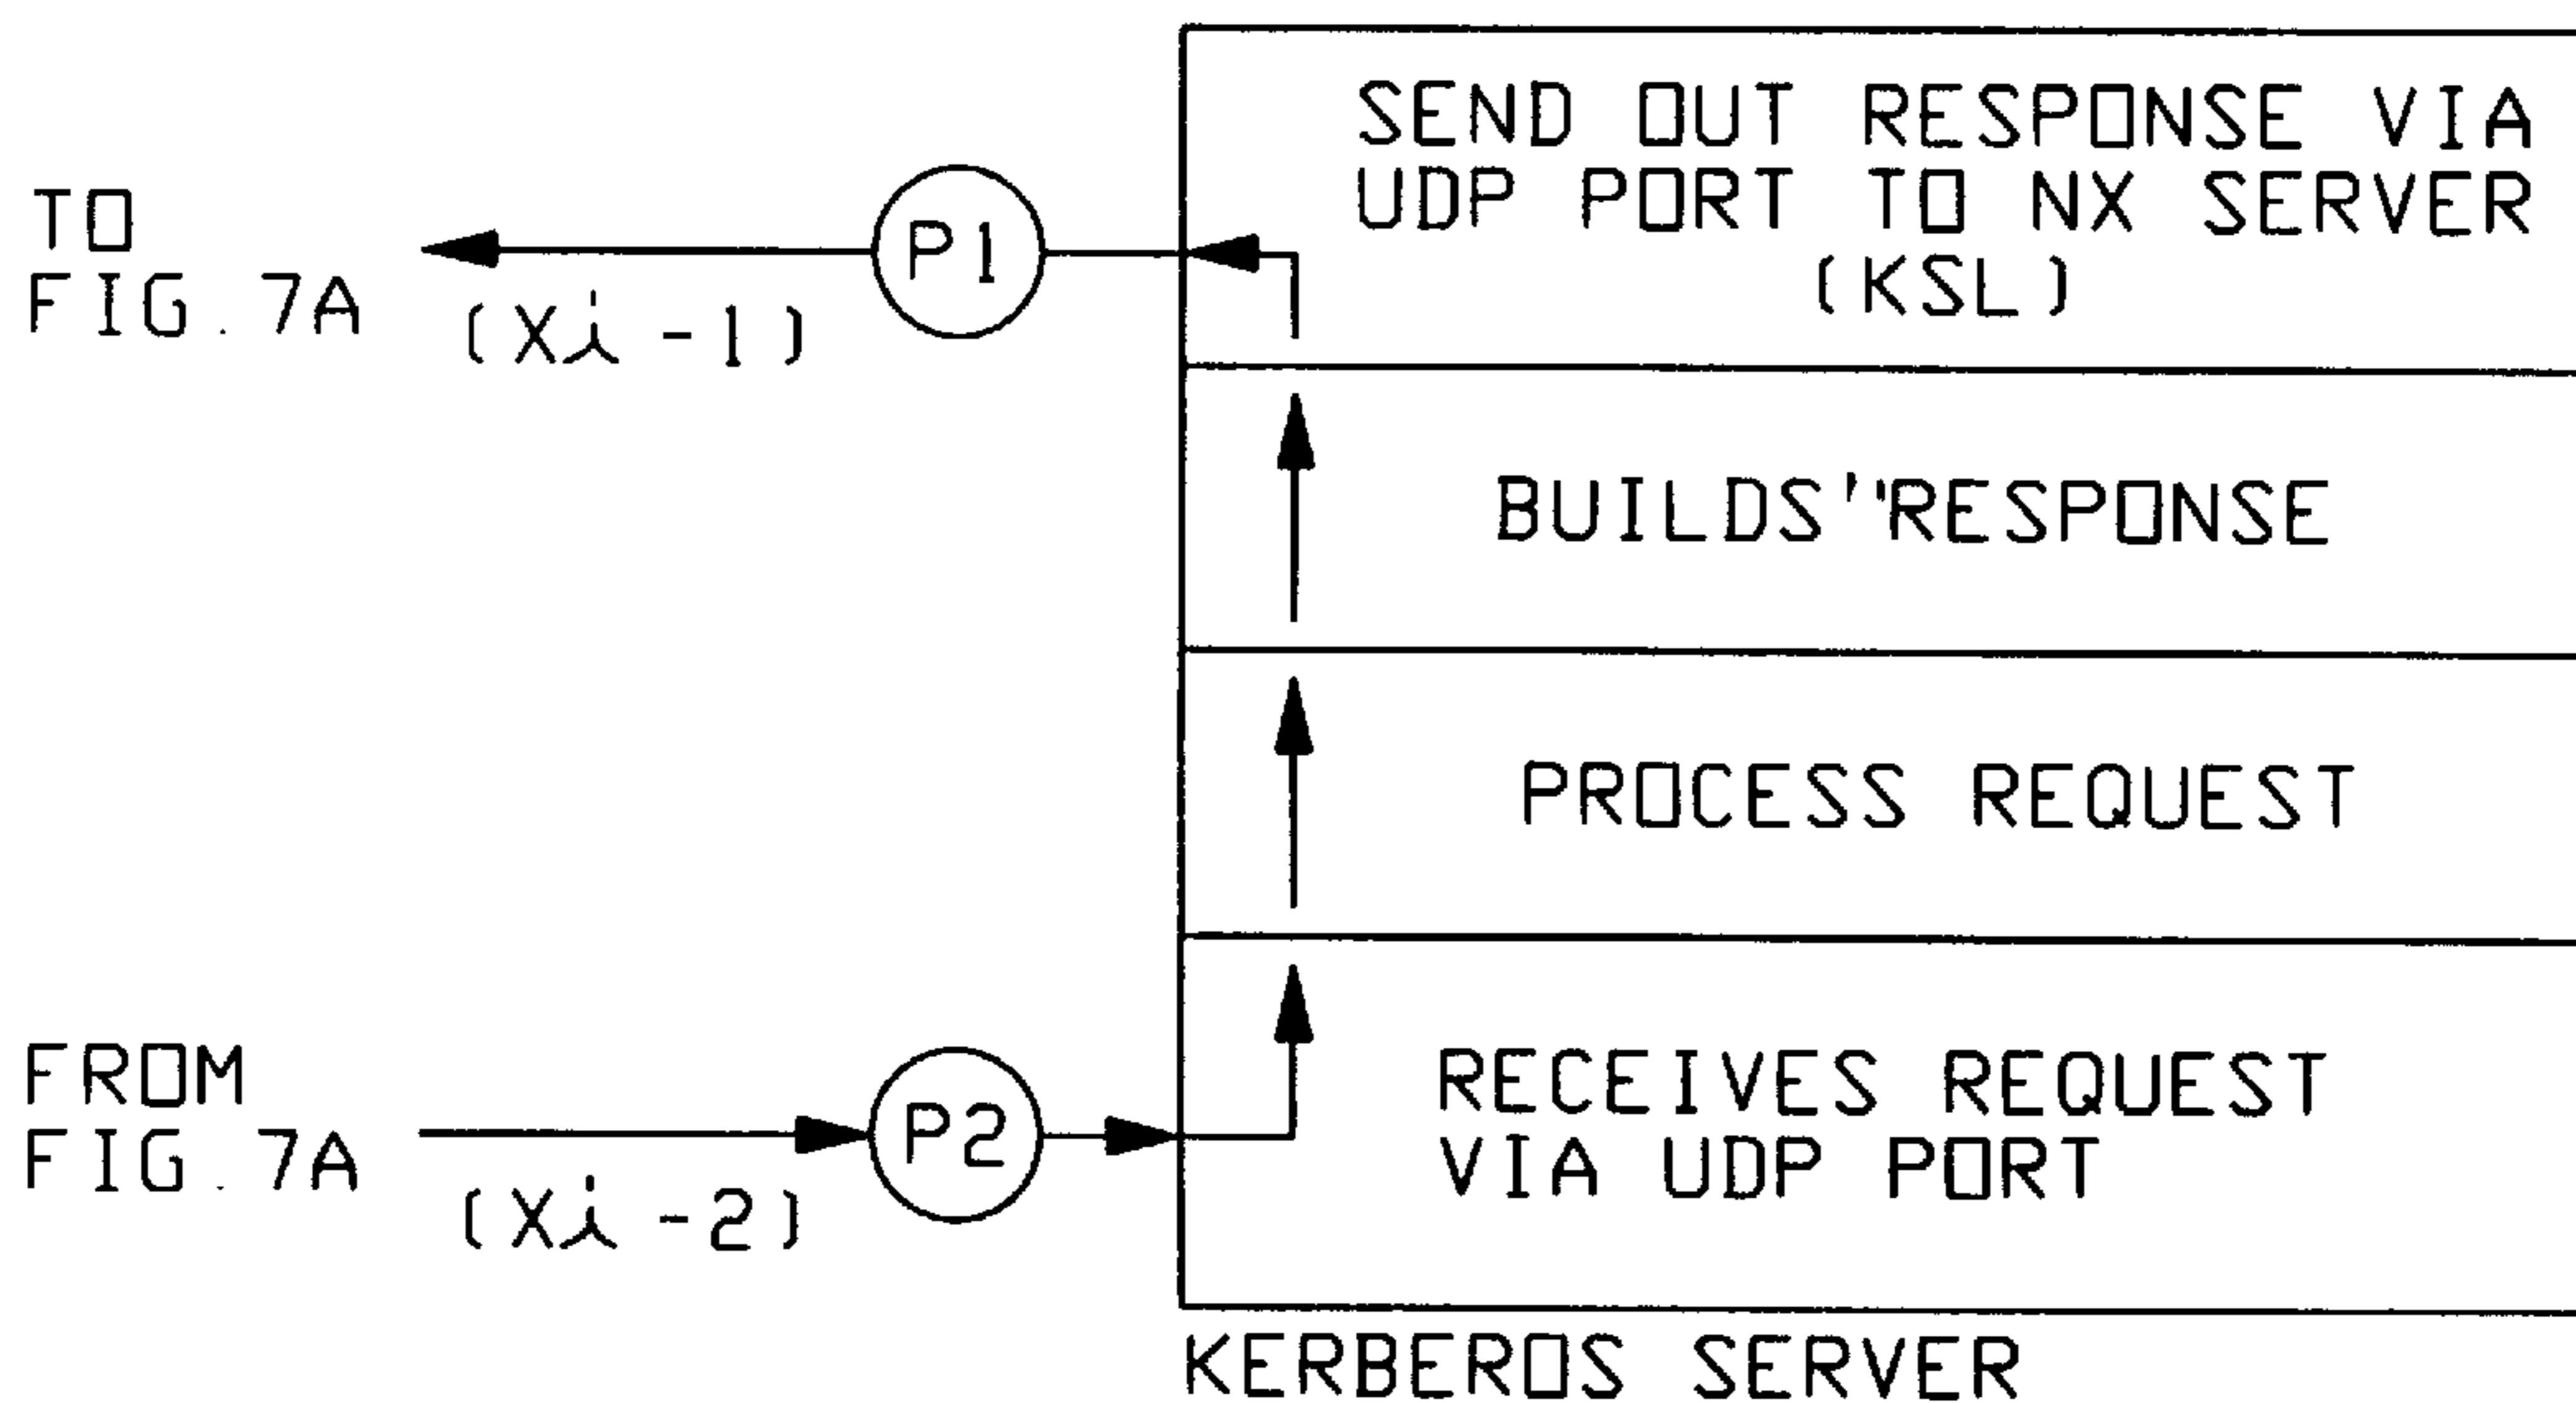 SEND OUT RESPONSE VIA
UDP PORT TO NX SERVER
(KSL)
TO
FIG. 7A
(Xi-1)
P1
BUILDS'"RESPONSE
PROCESS REQUEST
FROM
FIG. 7A
(Xi-2)
P2
RECEIVES REQUEST
VIA UDP PORT
KERBEROS SERVER